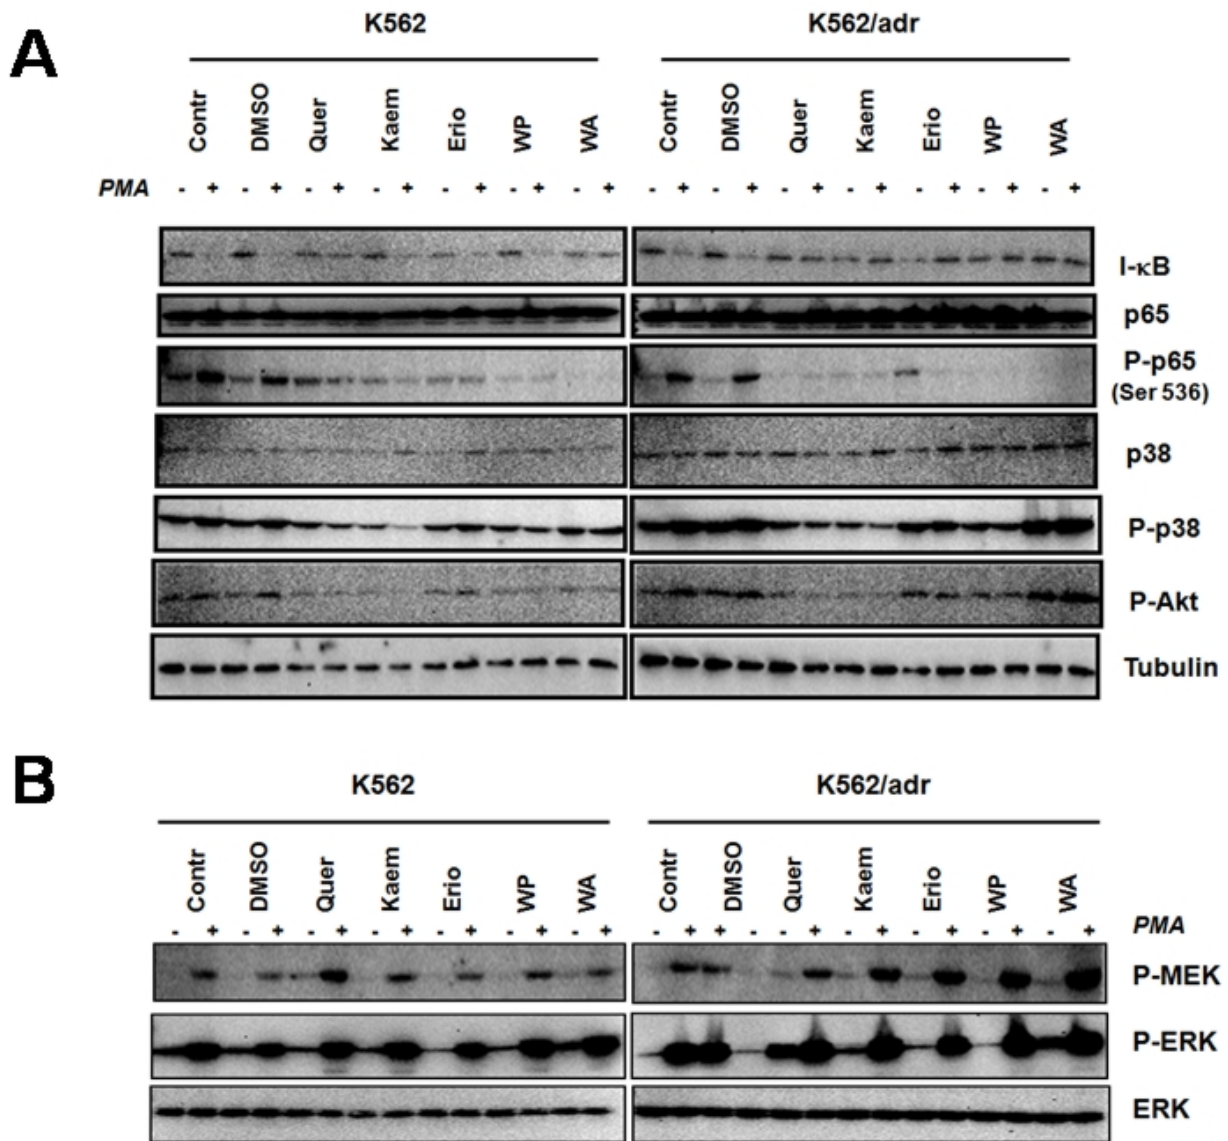 A
K562 K562/adr
Contr DMSO Quer Kaem Erio WP WA Contr DMSO Quer Kaem Erio WP WA
PMA - + - + - + - + - + - + - + - + - + - + - + - + - + - +
I-κB
p65
P-p65
(Ser 536)
p38
P-p38
P-Akt
Tubulin
B
K562 K562/adr
Contr DMSO Quer Kaem Erio WP WA Contr DMSO Quer Kaem Erio WP WA
- + - + - + - + - + - + - + - + + - - + - + - + - + - + PMA
P-MEK
P-ERK
ERK